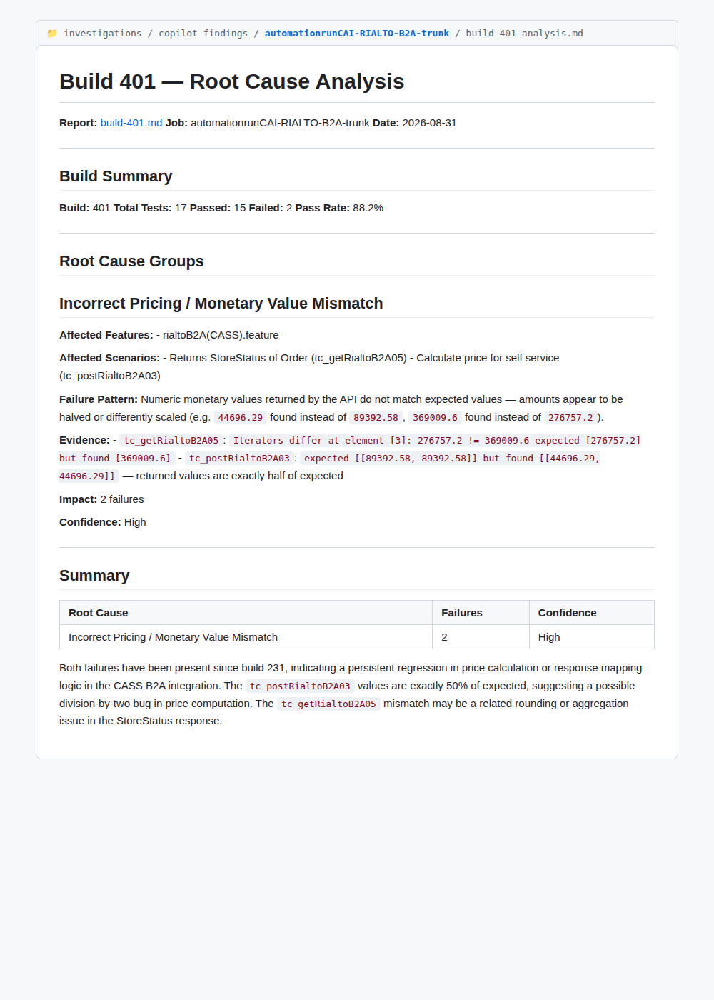 📁 investigations / copilot-findings / automationrunCAI-RIALTO-B2A-trunk / build-401-analysis.md
Build 401 — Root Cause Analysis
Report: build-401.md Job: automationrunCAI-RIALTO-B2A-trunk Date: 2026-08-31
Build Summary
Build: 401 Total Tests: 17 Passed: 15 Failed: 2 Pass Rate: 88.2%
Root Cause Groups
Incorrect Pricing / Monetary Value Mismatch
Affected Features: - rialtoB2A(CASS).feature
Affected Scenarios: - Returns StoreStatus of Order (tc_getRialtoB2A05) - Calculate price for self service
(tc_postRialtoB2A03)
Failure Pattern: Numeric monetary values returned by the API do not match expected values — amounts appear to be
halved or differently scaled (e.g. 44696.29 found instead of 89392.58, 369009.6 found instead of 276757.2).
Evidence: - tc_getRialtoB2A05: Iterators differ at element [3]: 276757.2 != 369009.6 expected [276757.2]
but found [369009.6] - tc_postRialtoB2A03: expected [[89392.58, 89392.58]] but found [[44696.29,
44696.29]] — returned values are exactly half of expected
Impact: 2 failures
Confidence: High
Summary
Root Cause Failures Confidence
Incorrect Pricing / Monetary Value Mismatch 2 High
Both failures have been present since build 231, indicating a persistent regression in price calculation or response mapping
logic in the CASS B2A integration. The tc_postRialtoB2A03 values are exactly 50% of expected, suggesting a possible
division-by-two bug in price computation. The tc_getRialtoB2A05 mismatch may be a related rounding or aggregation
issue in the StoreStatus response.